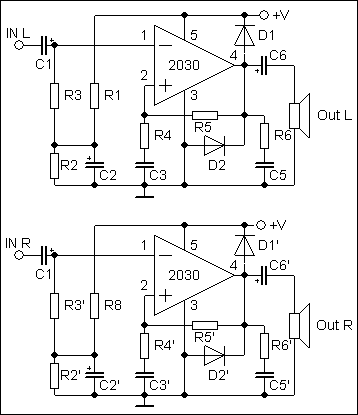 +V
D1
IN L
C1
1
5
2030
4
C6
2
3
R3
R1
R4
R5
R6
Out L
R2
C2
C3
D2
C5
+V
D1'
IN R
C1
1
5
2030
4
C6'
2
3
R3'
R8
R4'
R5'
R6'
Out R
R2'
C2'
C3'
D2'
C5'